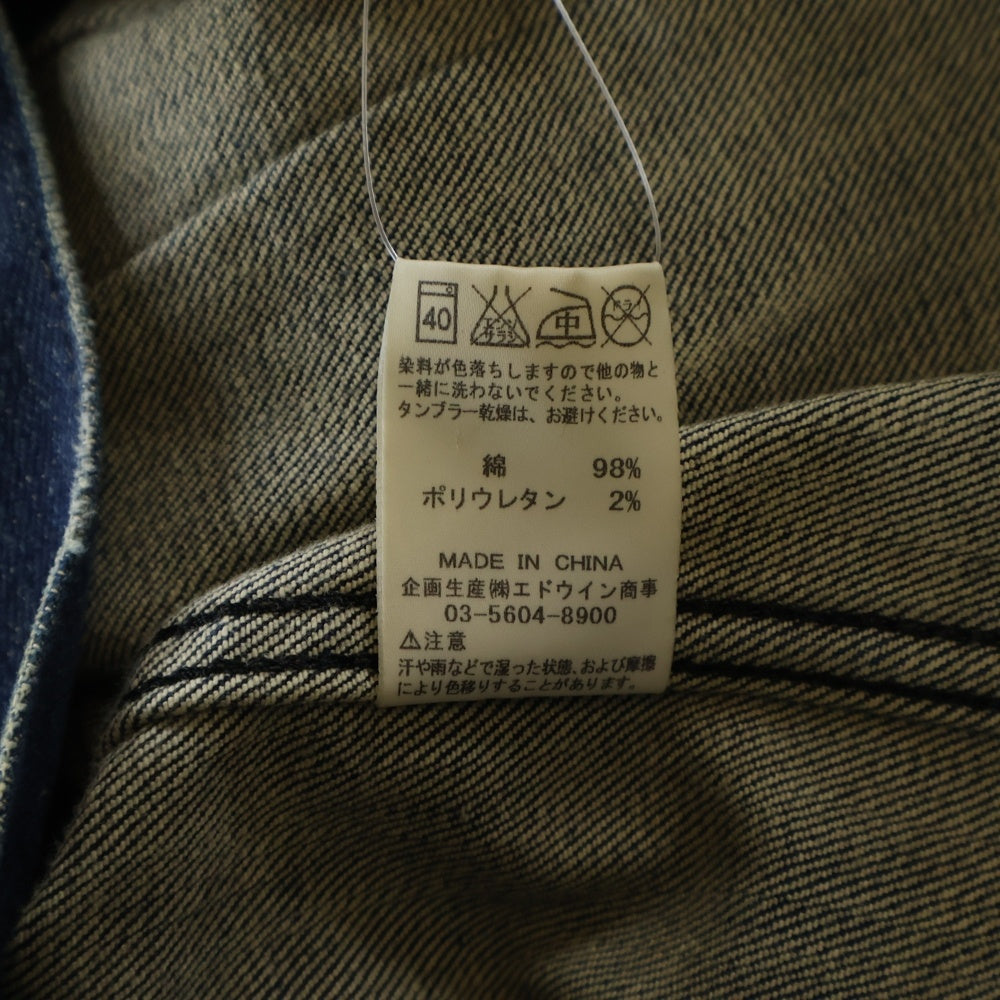 40 エンソ サラシ 中 ドライ
染料が色落ちしますので他の物と
一緒に洗わないでください。
タンブラー乾燥は、お避けください。
綿 98%
ポリウレタン 2%
MADE IN CHINA
企画生産㈱エドウイン商事
03-5604-8900
⚠注意
汗や雨などで湿った状態、および摩擦
により色移りすることがあります。